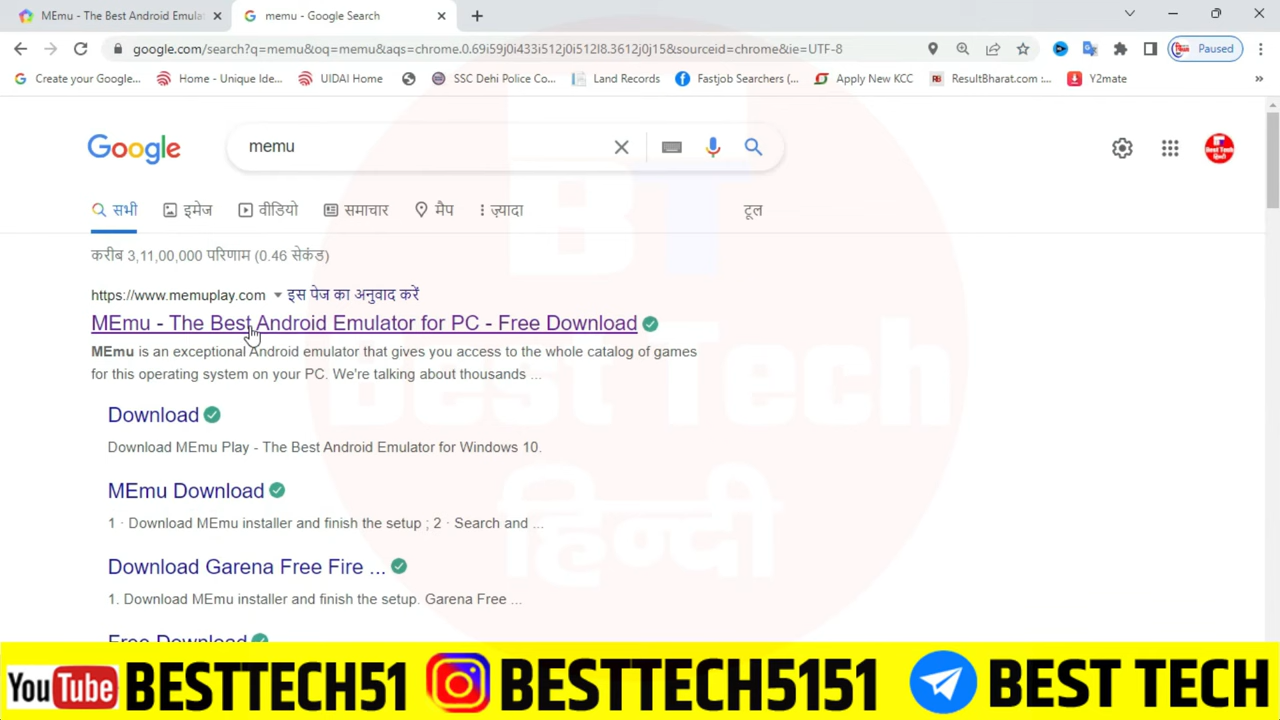 MEmu - The Best Android Emulat
memu - Google Search
google.com/search?q=memu&oq=memu&aqs=chrome.0.69i59j0i433i512j0i512l8.3612j0j15&sourceid=chrome&ie=UTF-8
Paused
Create your Google...
Home - Unique Ide...
UIDAI Home
SSC Dehi Police Co...
Land Records
Fastjob Searchers (...
Apply New KCC
ResultBharat.com :...
Y2mate
Google
memu
सभी
इमेज
वीडियो
समाचार
मैप
ज़्यादा
टूल
करीब 3,11,00,000 परिणाम (0.46 सेकंड)
https://www.memuplay.com
इस पेज का अनुवाद करें
MEmu - The Best Android Emulator for PC - Free Download
MEmu is an exceptional Android emulator that gives you access to the whole catalog of games
for this operating system on your PC. We're talking about thousands ...
Download
Download MEmu Play - The Best Android Emulator for Windows 10.
MEmu Download
1 · Download MEmu installer and finish the setup ; 2 · Search and ...
Download Garena Free Fire ...
1. Download MEmu installer and finish the setup. Garena Free ...
Free Download
BT
Best Tech
हिन्दी
YouTube BESTTECH51
BESTTECH5151
BEST TECH